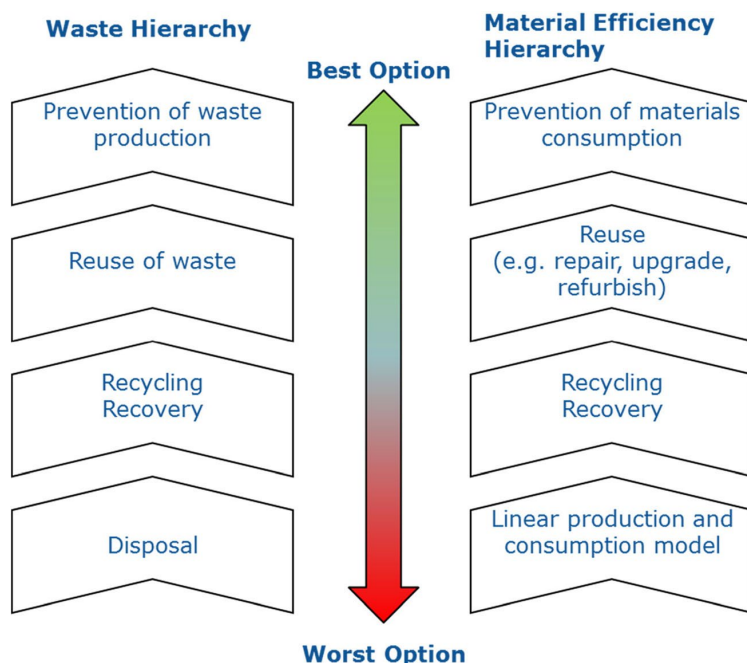 Waste Hierarchy
Best Option
Material Efficiency
Hierarchy
Prevention of waste
production
Prevention of materials
consumption
Reuse of waste
Reuse
(e.g. repair, upgrade,
refurbish)
Recycling
Recovery
Recycling
Recovery
Disposal
Linear production and
consumption model
Worst Option